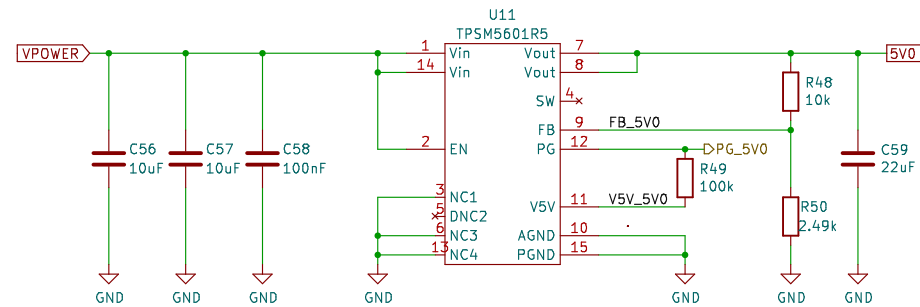 U11
TPSM5601R5
VPOWER
1 Vin Vout 7
14 Vin Vout 8
5V0
SW 4
R48
10k
FB 9 FB_5V0
2 EN PG 12 PG_5V0
C56
10uF
C57
10uF
C58
100nF
C59
22uF
R49
100k
3 NC1 V5V 11 V5V_5V0
5 DNC2
R50
2.49k
6 NC3 AGND 10
13 NC4 PGND 15
GND GND GND GND GND GND GND